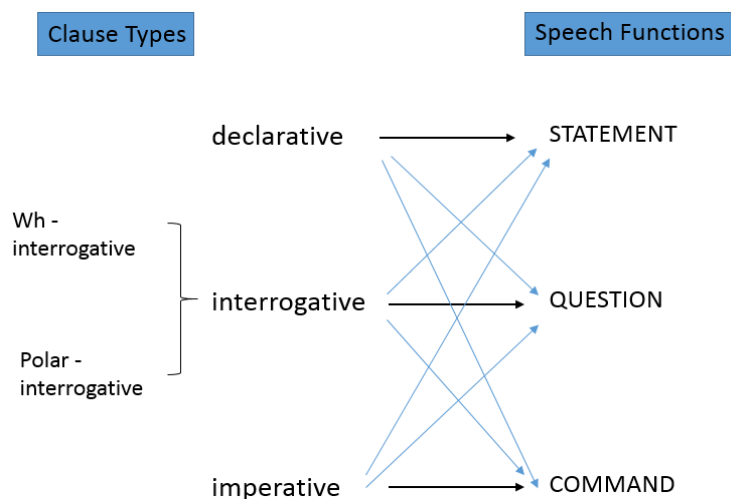 Clause Types
Speech Functions
declarative
STATEMENT
Wh -
interrogative
interrogative
QUESTION
Polar -
interrogative
imperative
COMMAND